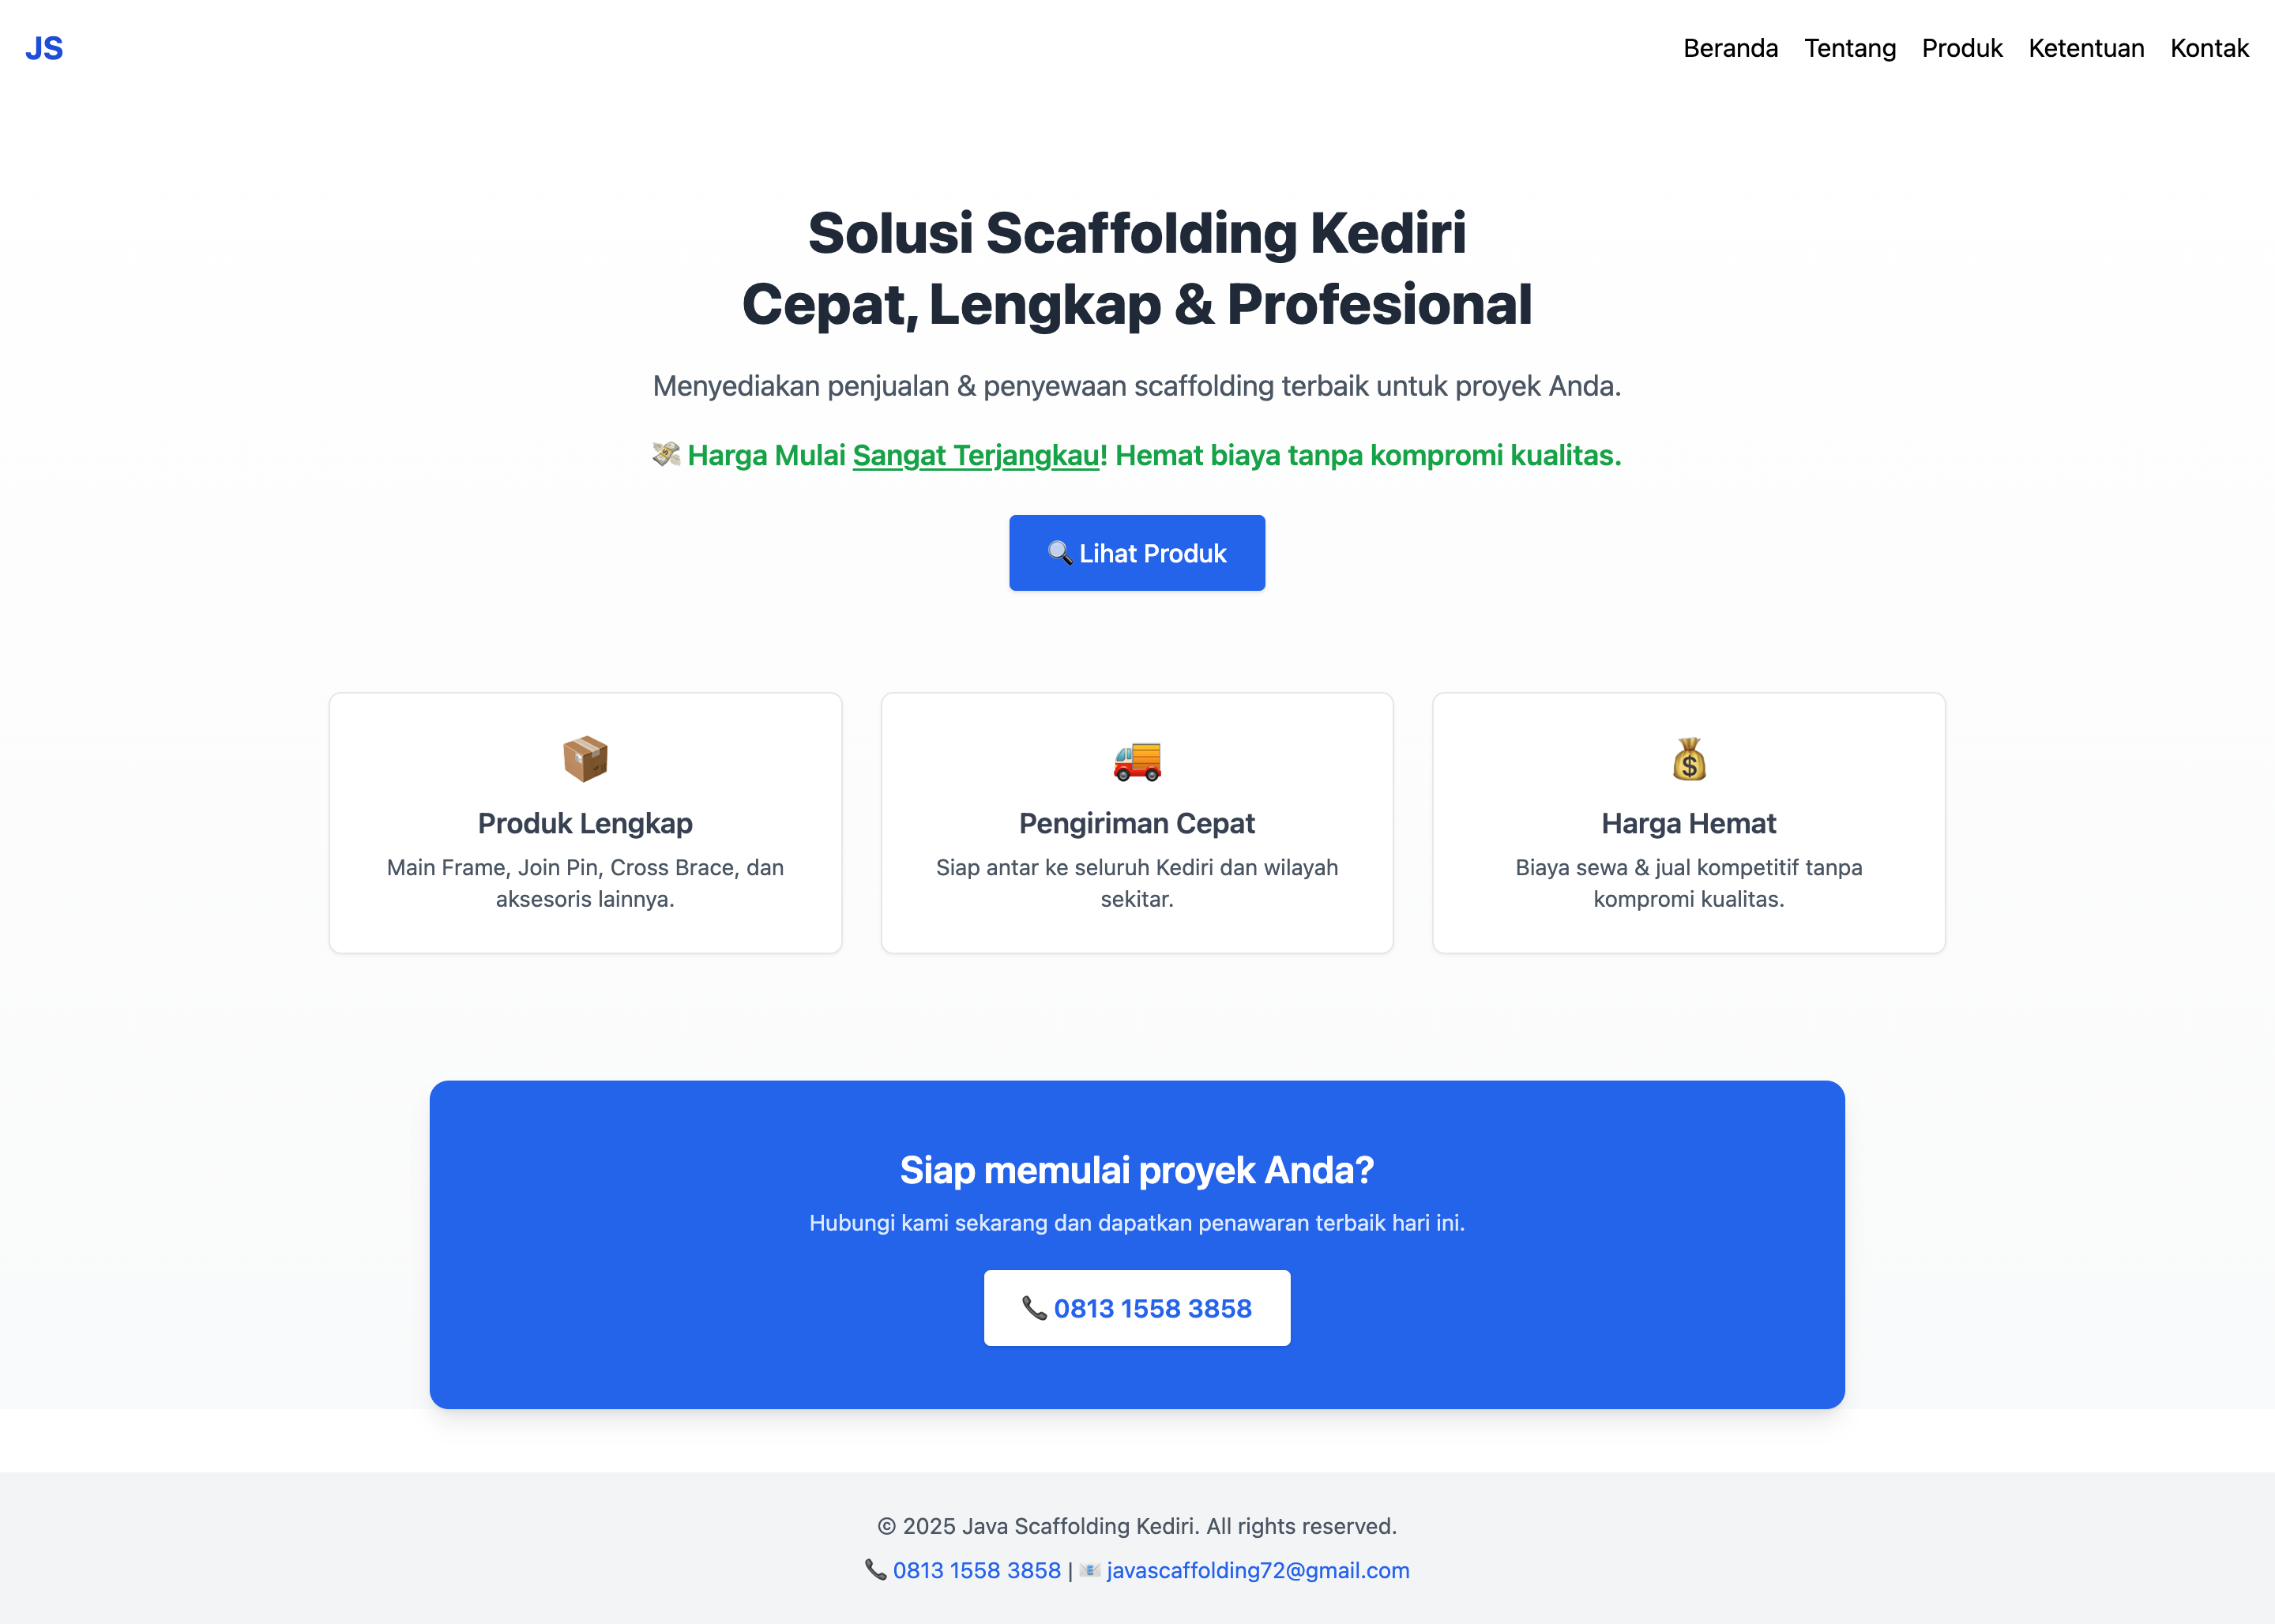 JS
Beranda Tentang Produk Ketentuan Kontak
Solusi Scaffolding Kediri
Cepat, Lengkap & Profesional
Menyediakan penjualan & penyewaan scaffolding terbaik untuk proyek Anda.
💸 Harga Mulai Sangat Terjangkau! Hemat biaya tanpa kompromi kualitas.
🔍 Lihat Produk
Produk Lengkap
Main Frame, Join Pin, Cross Brace, dan
aksesoris lainnya.
Pengiriman Cepat
Siap antar ke seluruh Kediri dan wilayah
sekitar.
Harga Hemat
Biaya sewa & jual kompetitif tanpa
kompromi kualitas.
Siap memulai proyek Anda?
Hubungi kami sekarang dan dapatkan penawaran terbaik hari ini.
📞 0813 1558 3858
© 2025 Java Scaffolding Kediri. All rights reserved.
📞 0813 1558 3858 | 📧 javascaffolding72@gmail.com